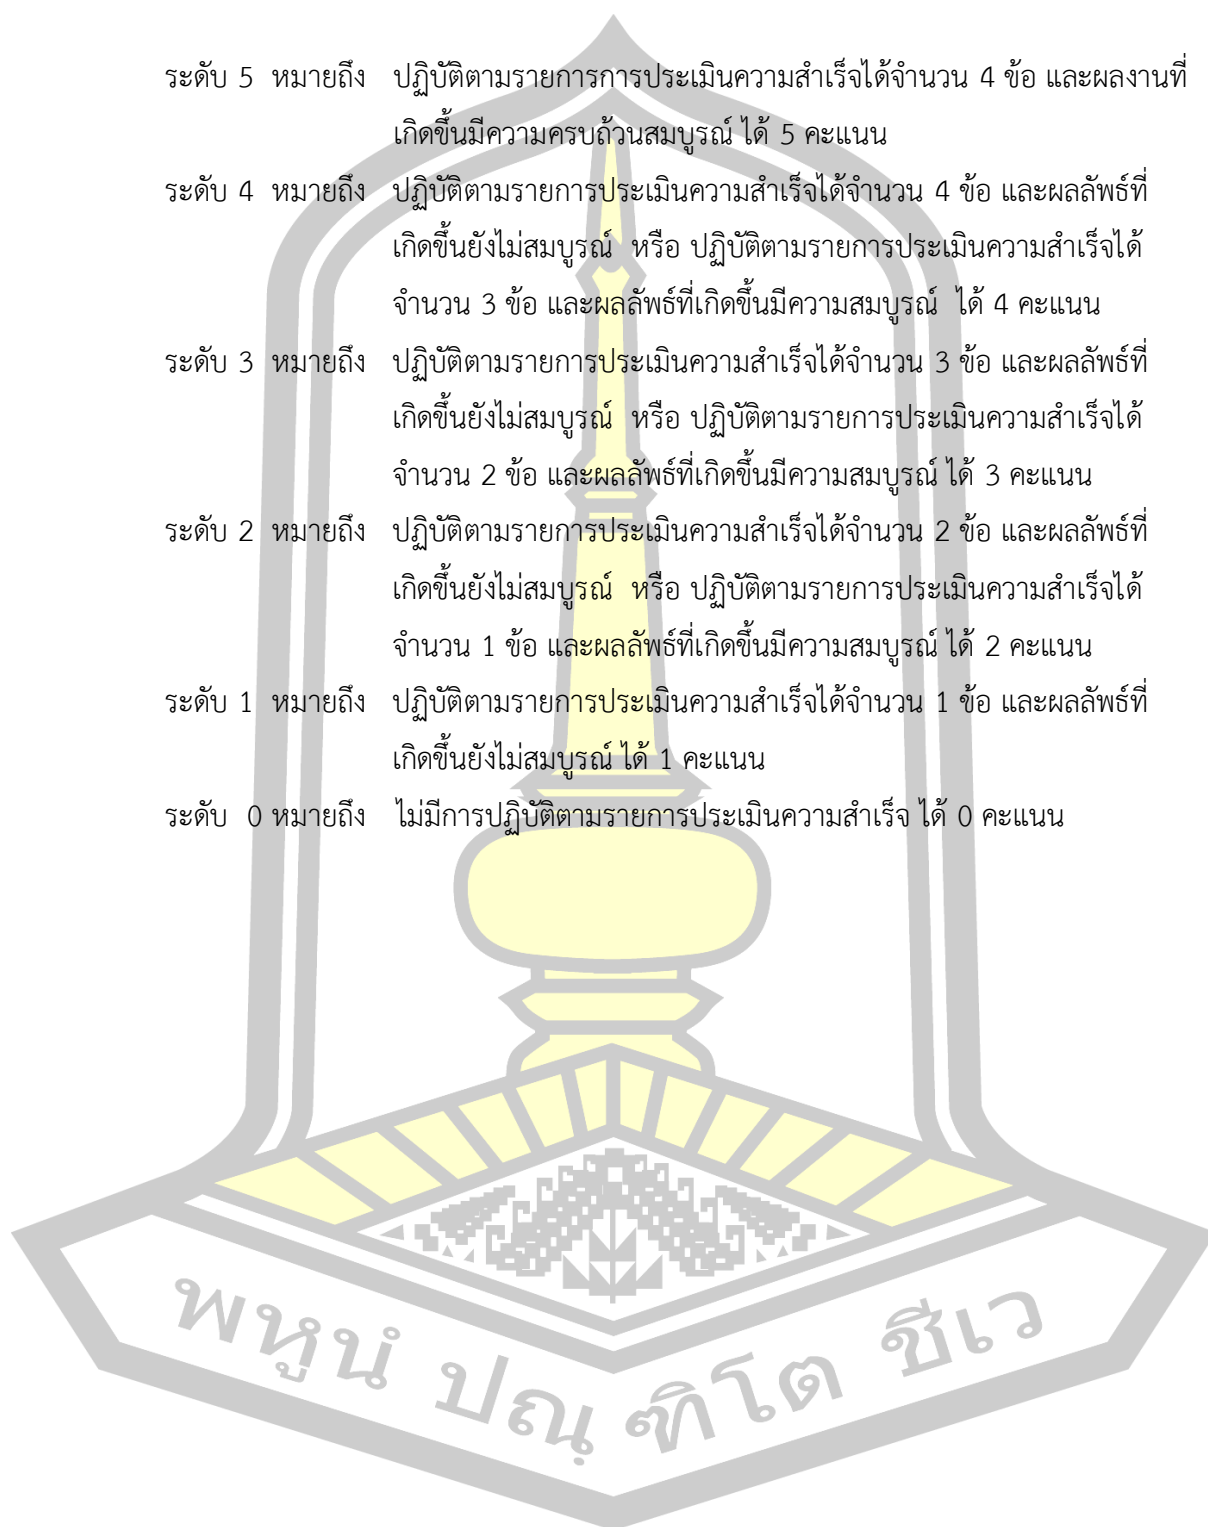 ระดับ 5 หมายถึง ปฏิบัติตามรายการการประเมินความสำเร็จได้จำนวน 4 ข้อ และผลงานที่
เกิดขึ้นมีความครบถ้วนสมบูรณ์ ได้ 5 คะแนน
ระดับ 4 หมายถึง ปฏิบัติตามรายการประเมินความสำเร็จได้จำนวน 4 ข้อ และผลลัพธ์ที่
เกิดขึ้นยังไม่สมบูรณ์ หรือ ปฏิบัติตามรายการประเมินความสำเร็จได้
จำนวน 3 ข้อ และผลลัพธ์ที่เกิดขึ้นมีความสมบูรณ์ ได้ 4 คะแนน
ระดับ 3 หมายถึง ปฏิบัติตามรายการประเมินความสำเร็จได้จำนวน 3 ข้อ และผลลัพธ์ที่
เกิดขึ้นยังไม่สมบูรณ์ หรือ ปฏิบัติตามรายการประเมินความสำเร็จได้
จำนวน 2 ข้อ และผลลัพธ์ที่เกิดขึ้นมีความสมบูรณ์ ได้ 3 คะแนน
ระดับ 2 หมายถึง ปฏิบัติตามรายการประเมินความสำเร็จได้จำนวน 2 ข้อ และผลลัพธ์ที่
เกิดขึ้นยังไม่สมบูรณ์ หรือ ปฏิบัติตามรายการประเมินความสำเร็จได้
จำนวน 1 ข้อ และผลลัพธ์ที่เกิดขึ้นมีความสมบูรณ์ ได้ 2 คะแนน
ระดับ 1 หมายถึง ปฏิบัติตามรายการประเมินความสำเร็จได้จำนวน 1 ข้อ และผลลัพธ์ที่
เกิดขึ้นยังไม่สมบูรณ์ ได้ 1 คะแนน
ระดับ 0 หมายถึง ไม่มีการปฏิบัติตามรายการประเมินความสำเร็จ ได้ 0 คะแนน
พหูนํ ปณฺฑิโต ชีเว